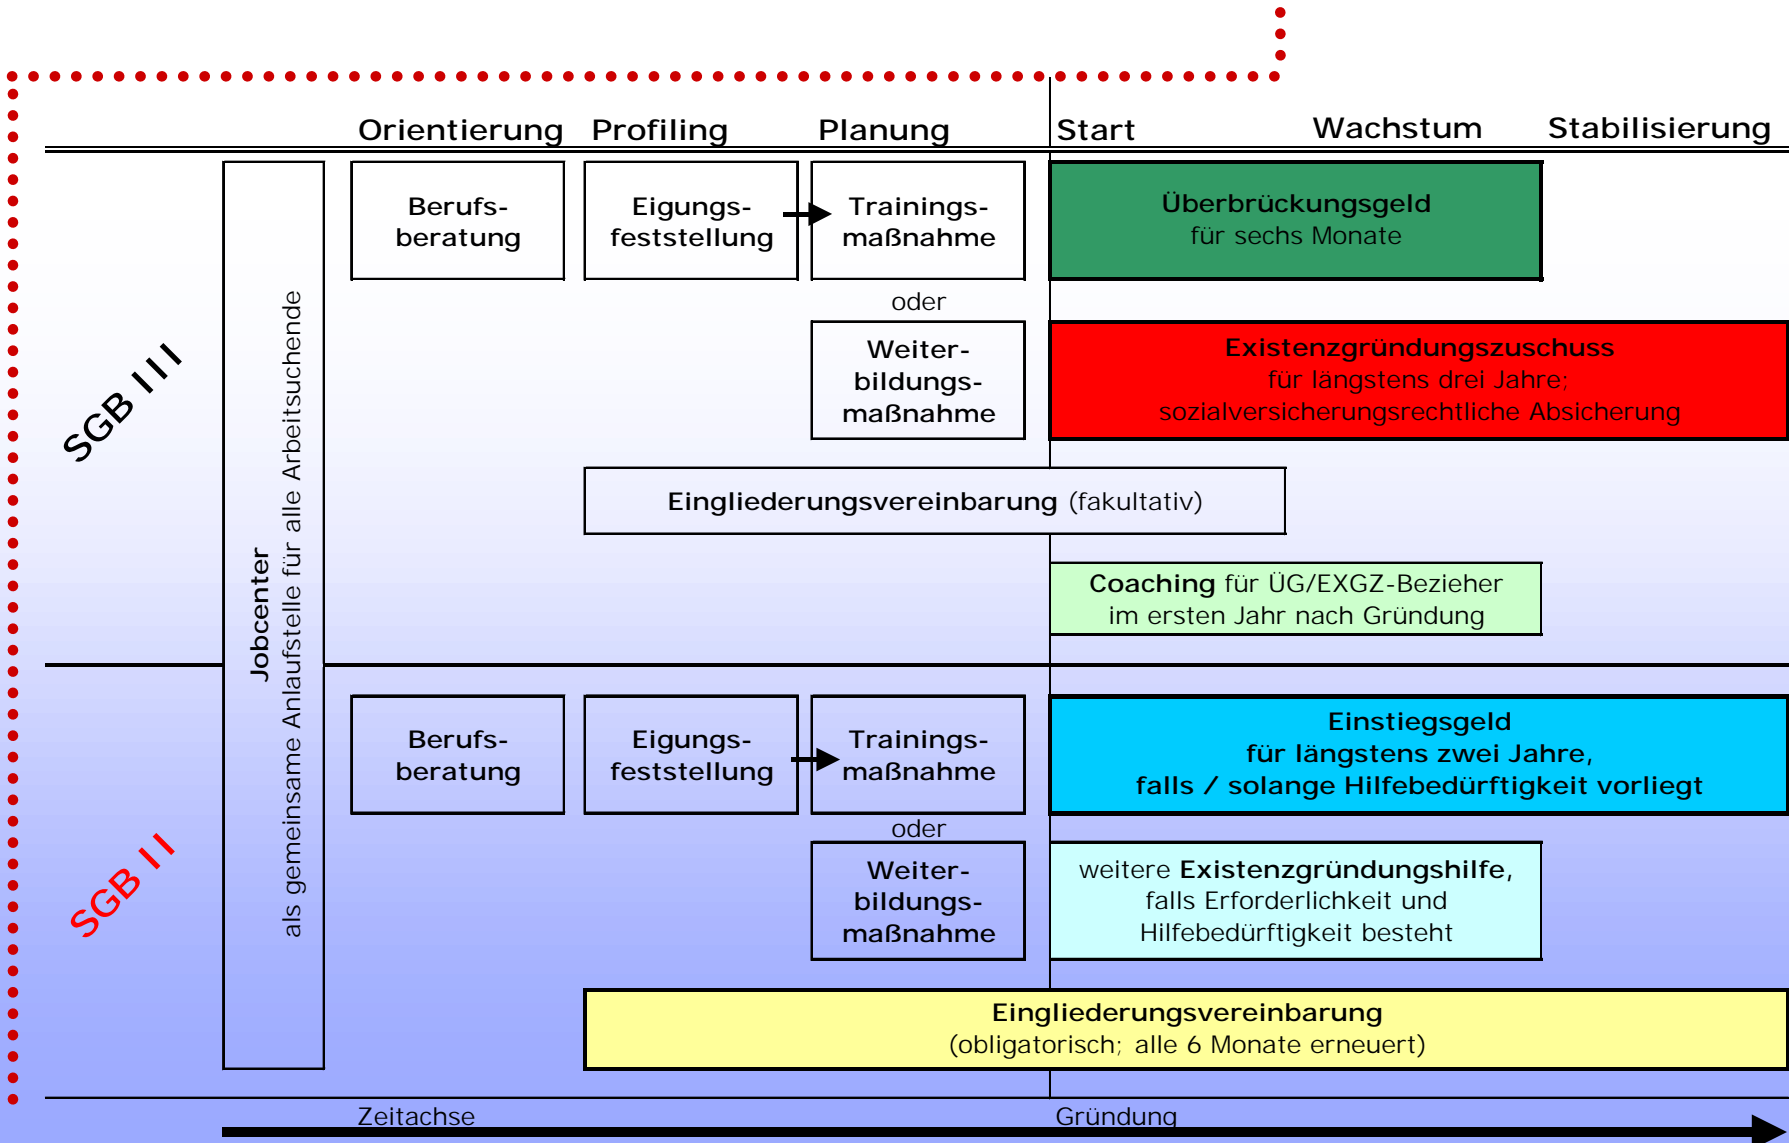 Orientierung Profiling Planung Start Wachstum Stabilisierung
SGB III
Jobcenter
als gemeinsame Anlaufstelle für alle Arbeitsuchende
Berufs-
beratung
Eigungs-
feststellung
Trainings-
maßnahme
oder
Weiter-
bildungs-
maßnahme
Überbrückungsgeld
für sechs Monate
Existenzgründungszuschuss
für längstens drei Jahre;
sozialversicherungsrechtliche Absicherung
Eingliederungsvereinbarung (fakultativ)
Coaching für ÜG/EXGZ-Bezieher
im ersten Jahr nach Gründung
SGB II
Berufs-
beratung
Eigungs-
feststellung
Trainings-
maßnahme
oder
Weiter-
bildungs-
maßnahme
Einstiegsgeld
für längstens zwei Jahre,
falls / solange Hilfebedürftigkeit vorliegt
weitere Existenzgründungshilfe,
falls Erforderlichkeit und
Hilfebedürftigkeit besteht
Eingliederungsvereinbarung
(obligatorisch; alle 6 Monate erneuert)
Zeitachse Gründung